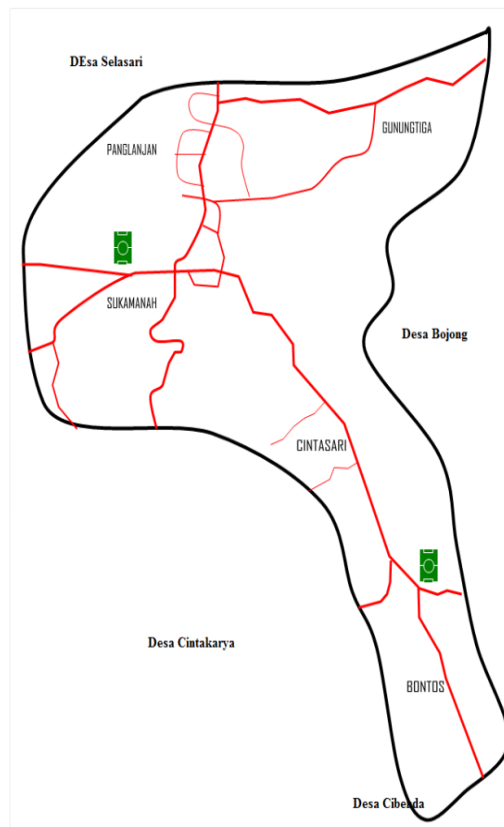 DEsa Selasari
GUNUNGTIGA
PANGLANJAN
SUKAMANAH
Desa Bojong
CINTASARI
Desa Cintakarya
BONTOS
Desa Cibenda